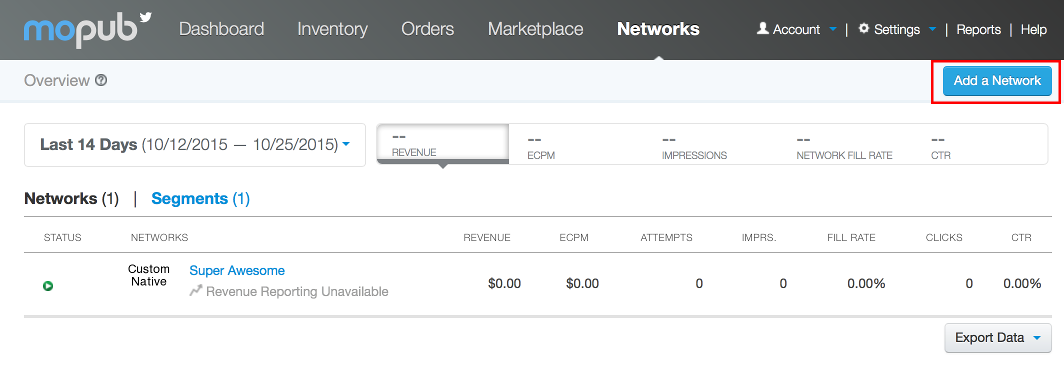 mopub Dashboard Inventory Orders Marketplace Networks Account | Settings | Reports | Help
Overview ? Add a Network
Last 14 Days (10/12/2015 — 10/25/2015)
-- -- -- -- --
REVENUE ECPM IMPRESSIONS NETWORK FILL RATE CTR
Networks (1) | Segments (1)
STATUS NETWORKS REVENUE ECPM ATTEMPTS IMPRS. FILL RATE CLICKS CTR
Custom Native Super Awesome $0.00 $0.00 0 0 0.00% 0 0.00%
Revenue Reporting Unavailable
Export Data